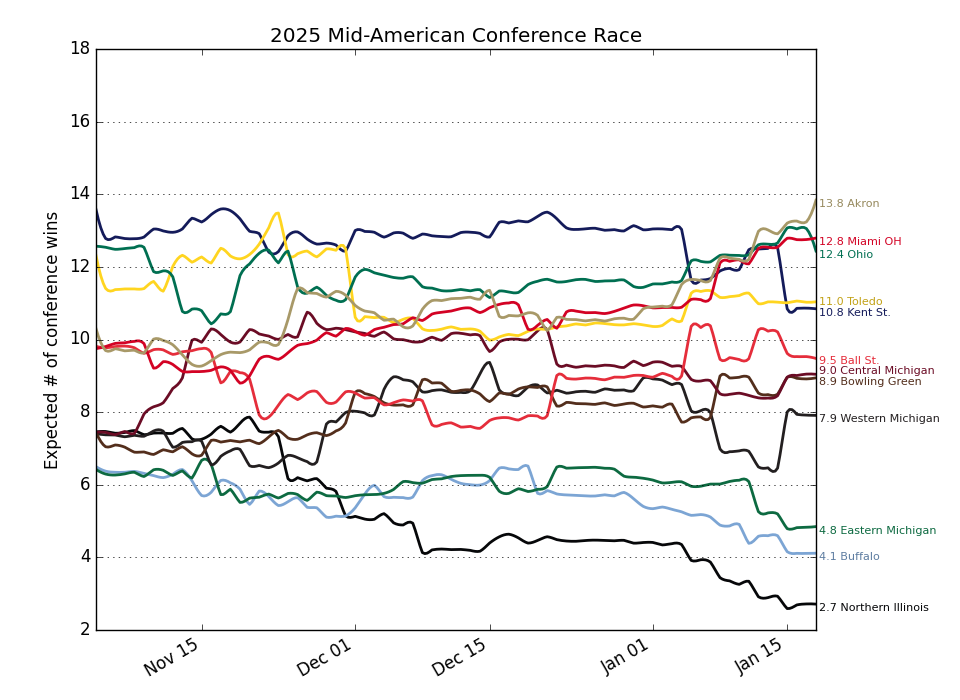 2025 Mid-American Conference Race
Expected # of conference wins
18
16
14
12
10
8
6
4
2
Nov 15
Dec 01
Dec 15
Jan 01
Jan 15
13.8 Akron
12.8 Miami OH
12.4 Ohio
11.0 Toledo
10.8 Kent St.
9.5 Ball St.
9.0 Central Michigan
8.9 Bowling Green
7.9 Western Michigan
4.8 Eastern Michigan
4.1 Buffalo
2.7 Northern Illinois